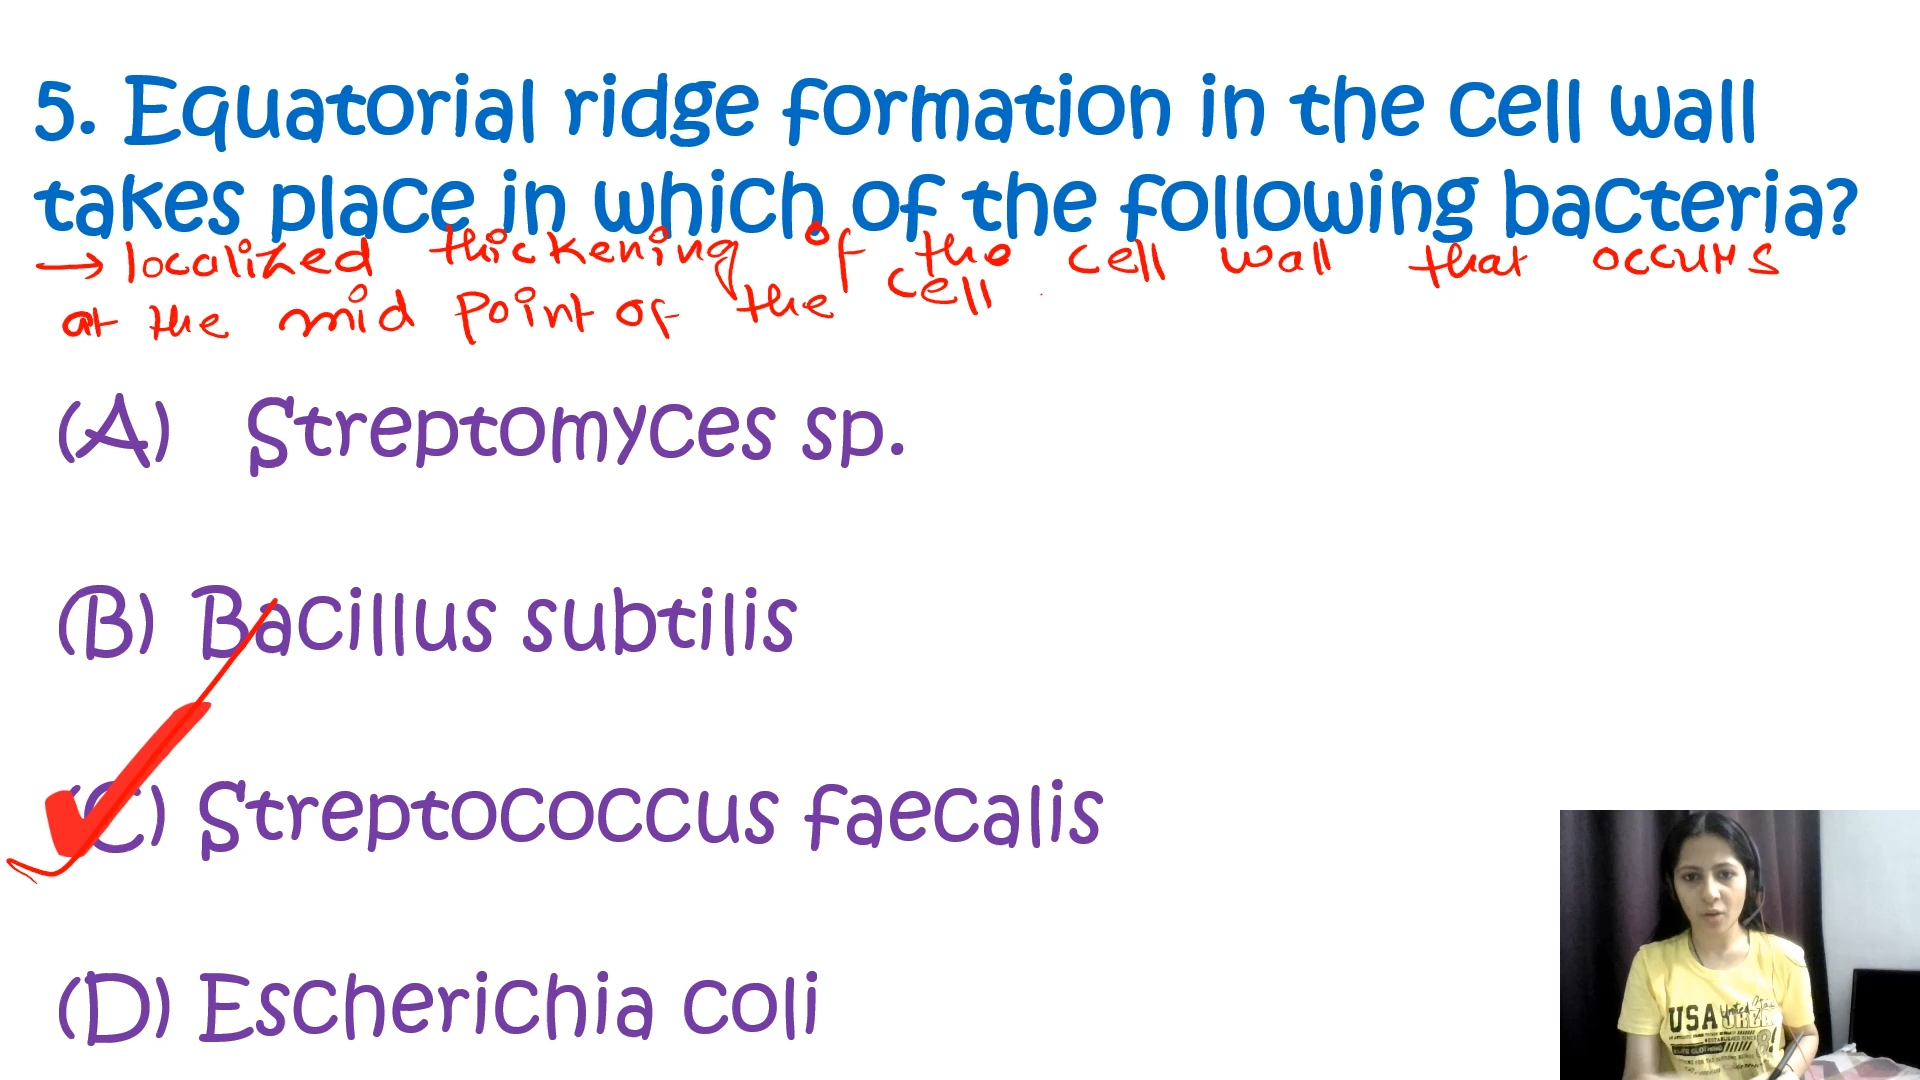 5. Equatorial ridge formation in the cell wall
takes place in which of the following bacteria?
→ localized thickening of the cell wall that occurs
at the mid point of the cell
(A) Streptomyces sp.
(B) Bacillus subtilis
(C) Streptococcus faecalis
(D) Escherichia coli
USA